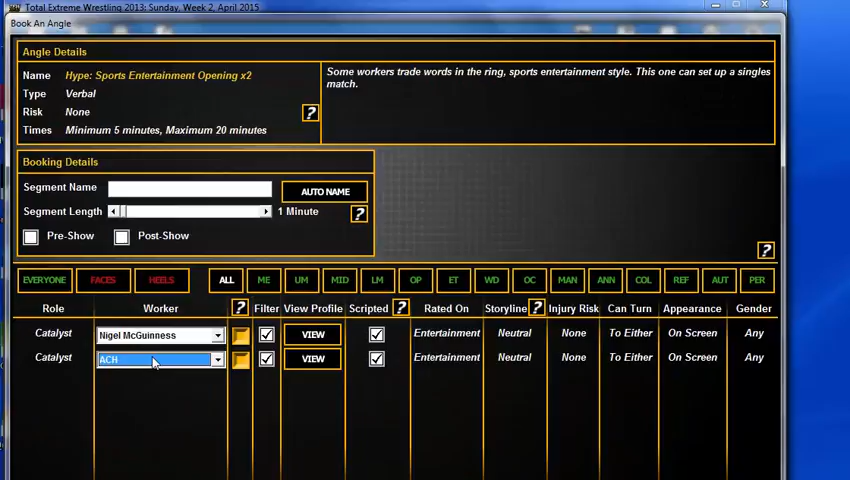 Total Extreme Wrestling 2013: Sunday, Week 2, April 2015
Book An Angle
Angle Details
Name Hype: Sports Entertainment Opening x2
Type Verbal
Risk None ?
Times Minimum 5 minutes, Maximum 20 minutes
Some workers trade words in the ring, sports entertainment style. This one can set up a singles
match.
Booking Details
Segment Name AUTO NAME
Segment Length 1 Minute ?
Pre-Show Post-Show
?
EVERYONE FACES HEELS ALL ME UM MID LM OP ET WD OC MAN ANN COL REF AUT PER
Role Worker ? Filter View Profile Scripted ? Rated On Storyline ? Injury Risk Can Turn Appearance Gender
Catalyst Nigel McGuinness VIEW Entertainment Neutral None To Either On Screen Any
Catalyst ACH VIEW Entertainment Neutral None To Either On Screen Any